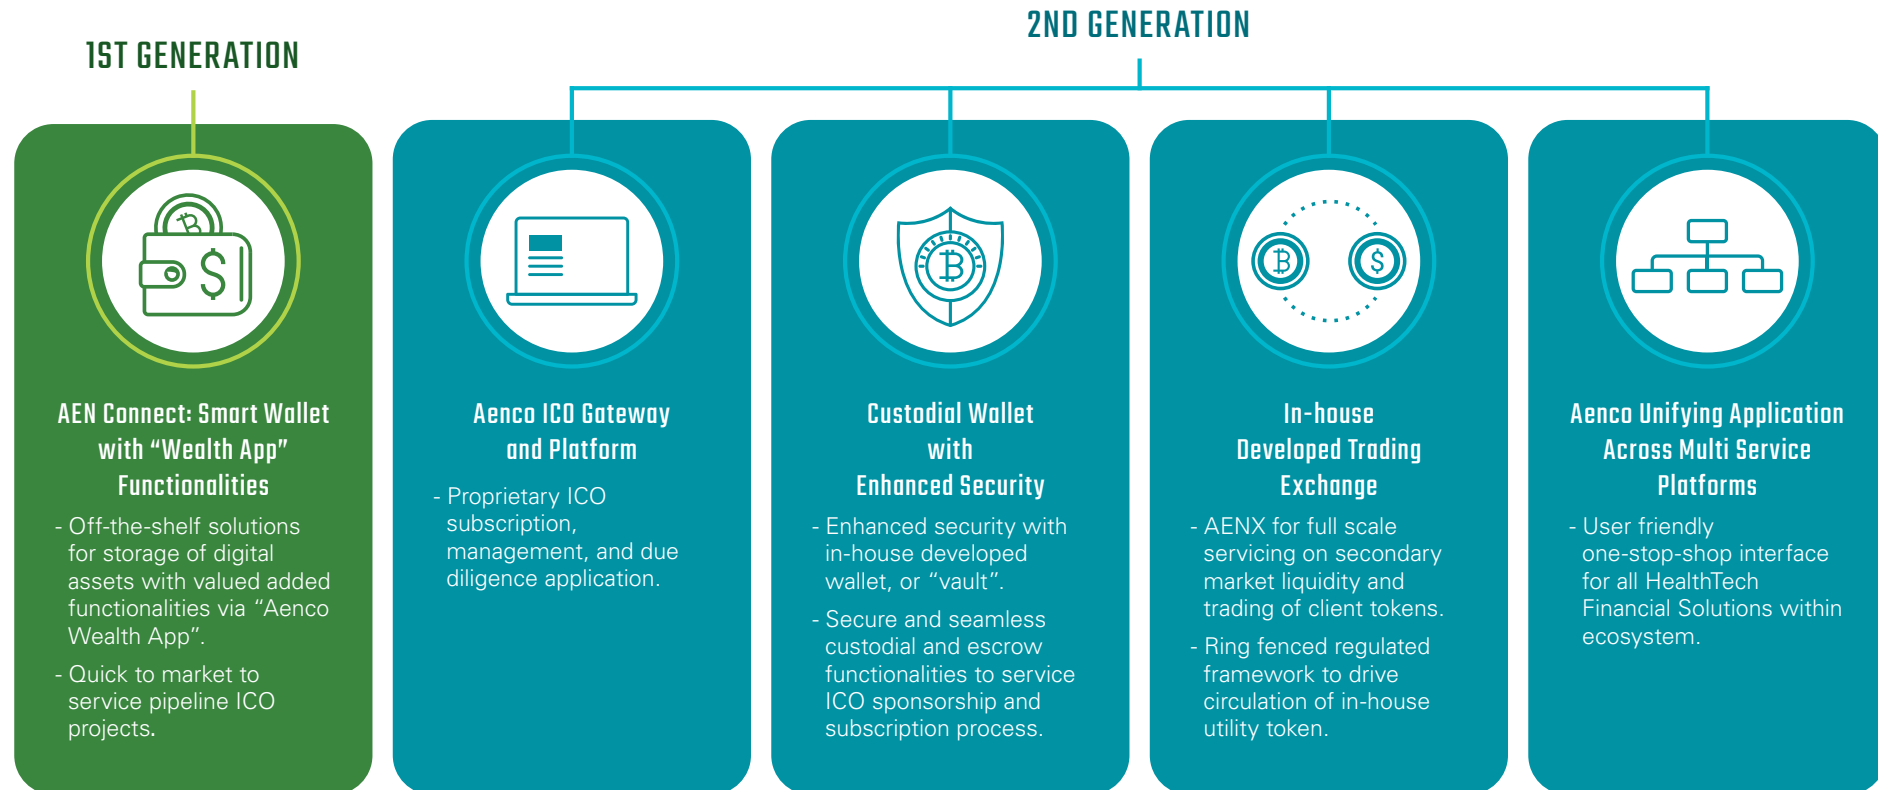 1ST GENERATION
2ND GENERATION
AEN Connect: Smart Wallet
with “Wealth App”
Functionalities
- Off-the-shelf solutions
for storage of digital
assets with valued added
functionalities via “Aenco
Wealth App”.
- Quick to market to
service pipeline ICO
projects.
Aenco ICO Gateway
and Platform
- Proprietary ICO
subscription,
management, and due
diligence application.
Custodial Wallet
with
Enhanced Security
- Enhanced security with
in-house developed
wallet, or “vault”.
- Secure and seamless
custodial and escrow
functionalities to service
ICO sponsorship and
subscription process.
In-house
Developed Trading
Exchange
- AENX for full scale
servicing on secondary
market liquidity and
trading of client tokens.
- Ring fenced regulated
framework to drive
circulation of in-house
utility token.
Aenco Unifying Application
Across Multi Service
Platforms
- User friendly
one-stop-shop interface
for all HealthTech
Financial Solutions within
ecosystem.